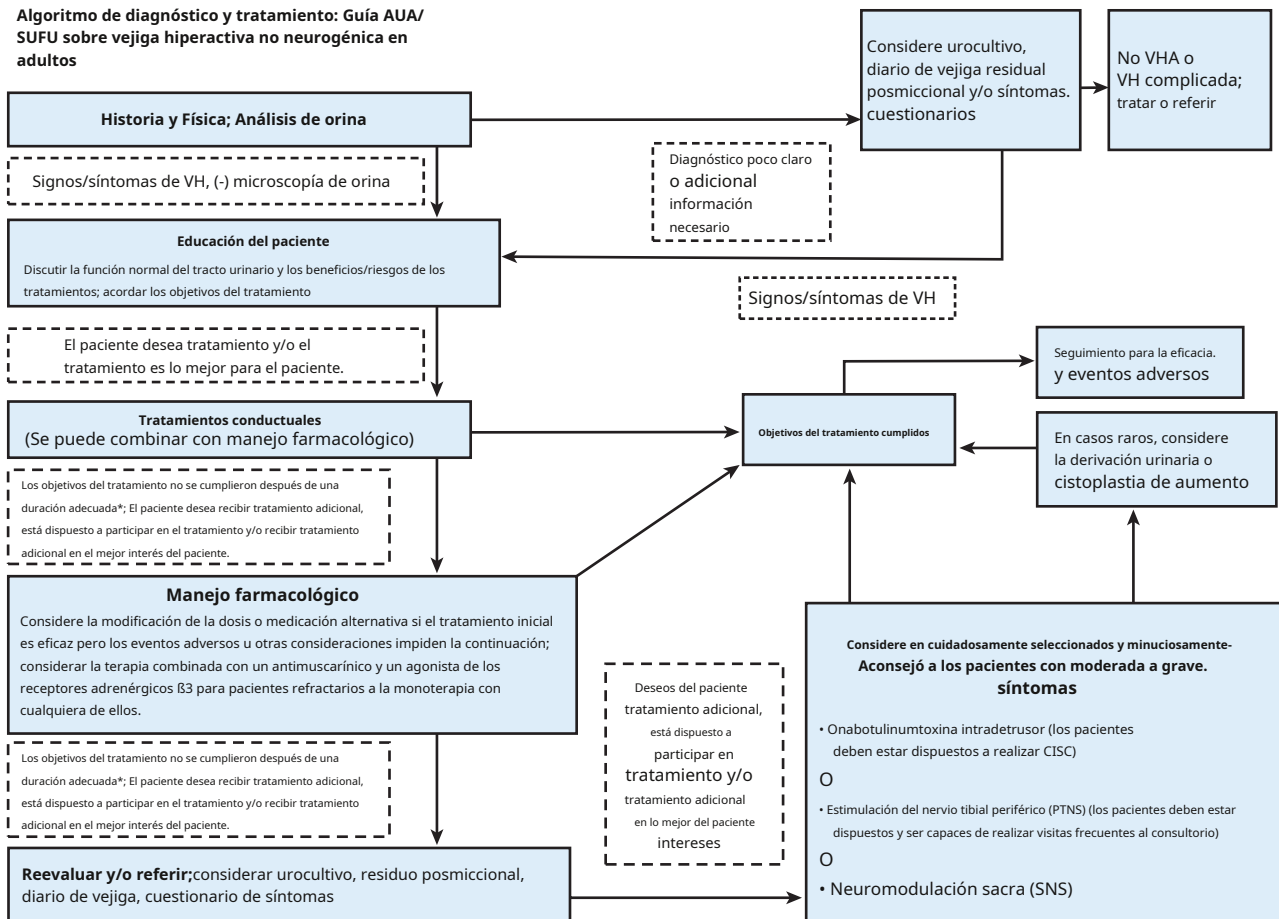 Algoritmo de diagnóstico y tratamiento: Guía AUA/
SUFU sobre vejiga hiperactiva no neurogénica en
adultos
Historia y Física; Análisis de orina
Considere urocultivo,
diario de vejiga residual
posmiccional y/o síntomas.
cuestionarios
No VHA o
VH complicada;
tratar o referir
Signos/síntomas de VH, (-) microscopía de orina
Diagnóstico poco claro
o adicional
información
necesario
Educación del paciente
Discutir la función normal del tracto urinario y los beneficios/riesgos de los
tratamientos; acordar los objetivos del tratamiento
Signos/síntomas de VH
El paciente desea tratamiento y/o el
tratamiento es lo mejor para el paciente.
Seguimiento para la eficacia.
y eventos adversos
Tratamientos conductuales
(Se puede combinar con manejo farmacológico)
Objetivos del tratamiento cumplidos
En casos raros, considere
la derivación urinaria o
cistoplastia de aumento
Los objetivos del tratamiento no se cumplieron después de una
duración adecuada*; El paciente desea recibir tratamiento adicional,
está dispuesto a participar en el tratamiento y/o recibir tratamiento
adicional en el mejor interés del paciente.
Manejo farmacológico
Considere la modificación de la dosis o medicación alternativa si el tratamiento inicial
es eficaz pero los eventos adversos u otras consideraciones impiden la continuación;
considerar la terapia combinada con un antimuscarínico y un agonista de los
receptores adrenérgicos ß3 para pacientes refractarios a la monoterapia con
cualquiera de ellos.
Deseos del paciente
tratamiento adicional,
está dispuesto a
participar en
tratamiento y/o
tratamiento adicional
en lo mejor del paciente
intereses
Considere en cuidadosamente seleccionados y minuciosamente-
Aconsejó a los pacientes con moderada a grave.
síntomas
• Onabotulinumtoxina intradetrusor (los pacientes
deben estar dispuestos a realizar CISC)
O
• Estimulación del nervio tibial periférico (PTNS) (los pacientes deben estar
dispuestos y ser capaces de realizar visitas frecuentes al consultorio)
O
• Neuromodulación sacra (SNS)
Los objetivos del tratamiento no se cumplieron después de una
duración adecuada*; El paciente desea recibir tratamiento adicional,
está dispuesto a participar en el tratamiento y/o recibir tratamiento
adicional en el mejor interés del paciente.
Reevaluar y/o referir;considerar urocultivo, residuo posmiccional,
diario de vejiga, cuestionario de síntomas